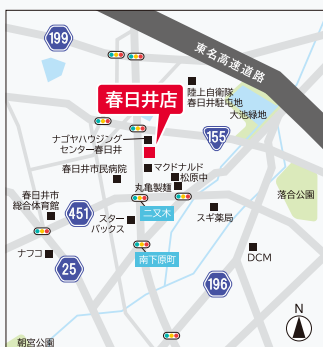 199
東名高速道路
陸上自衛隊
春日井駐屯地
大池緑地
春日井店
155
ナゴヤハウジング
センター春日井
マクドナルド
春日井市民病院
松原中
丸亀製麺
落合公園
春日井市
総合体育館
451
二又木
スター
バックス
スギ薬局
ナフコ
南下原町
DCM
25
196
N
朝宮公園